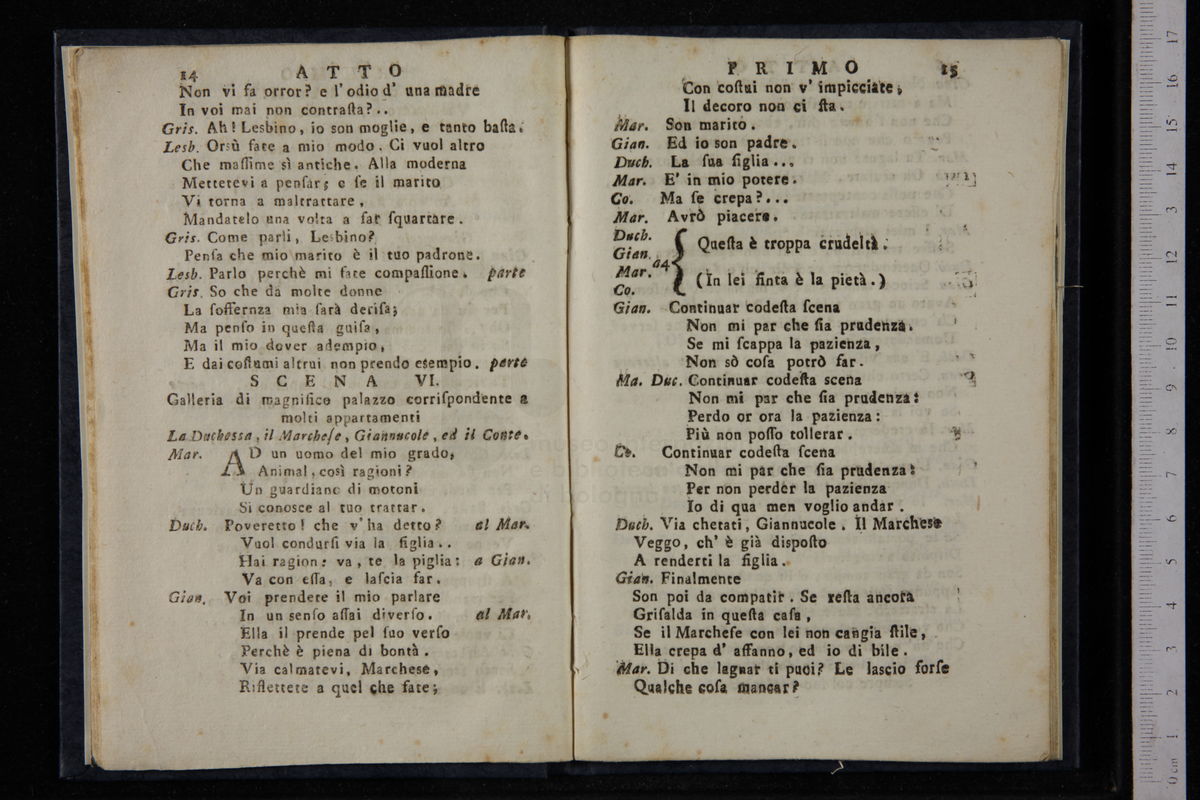 14 ATTO
Non vi fa orror? e l'odio d' una madre
In voi mai non contraſta?..
Gris. Ah! Lesbino, io son moglie, e tanto baſta.
Lesb. Orsù fate a mio modo. Ci vuol altro
Che maſſime sì antiche. Alla moderna
Mettetevi a penſar; e ſe il marito
Vi torna a maltrattare,
Mandatelo una volta a far ſquartare.
Gris. Come parli, Lesbino?
Penſa che mio marito è il tuo padrone.
Lesb. Parlo perchè mi fate compaſſione. parte
Gris. So che da molte donne
La ſoffernza mia ſarà deriſa;
Ma penſo in queſta guiſa,
Ma il mio dover adempio,
E dai coſtumi altrui non prendo esempio. parte
SCENA VI.
Galleria di magnifico palazzo corriſpondente a
molti appartamenti
La Duchessa, il Marcheſe, Giannucole, ed il Conte.
Mar. AD un uomo del mio grado,
Animal, così ragioni?
Un guardiano di motoni
Si conosce al tuo trattar.
Duch. Poveretto! che v'ha detto? al Mar.
Vuol condurſi via la figlia..
Hai ragion: va, te la piglia: a Gian.
Va con eſſa, e laſcia far.
Gian. Voi prendete il mio parlare
In un senſo aſſai diverſo. al Mar.
Ella il prende pel ſuo verſo
Perchè è piena di bontà.
Via calmatevi, Marchese,
Riflettete a quel che fate;
PRIMO 15
Con coſtui non v' impicciate,
Il decoro non ci ſta.
Mar. Son marito.
Gian. Ed io son padre.
Duch. La ſua figlia...
Mar. E' in mio potere.
Co. Ma ſe crepa?...
Mar. Avrò piacere.
Duch.
Gian. Queſta è troppa crudeltà.
a4
Mar. (In lei finta è la pietà.)
Co.
Gian. Continuar codeſta scena
Non mi par che ſia prudenza.
Se mi ſcappa la pazienza,
Non sò coſa potrò far.
Ma. Duc. Continuar codeſta scena
Non mi par che ſia prudenza:
Perdo or ora la pazienza:
Più non poſſo tollerar.
Co. Continuar codeſta ſcena
Non mi par che ſia prudenza:
Per non perder la pazienza
Io di qua men voglio andar.
Duch. Via chetati, Giannucole. Il Marchese
Veggo, ch' è già dispoſto
A renderti la figlia.
Gian. Finalmente
Son poi da compatir. Se reſta ancora
Griſalda in queſta caſa,
Se il Marcheſe con lei non cangia ſtile,
Ella crepa d' affanno, ed io di bile.
Mar. Di che lagnar ti puoi? Le lascio forſe
Qualche coſa mancar?